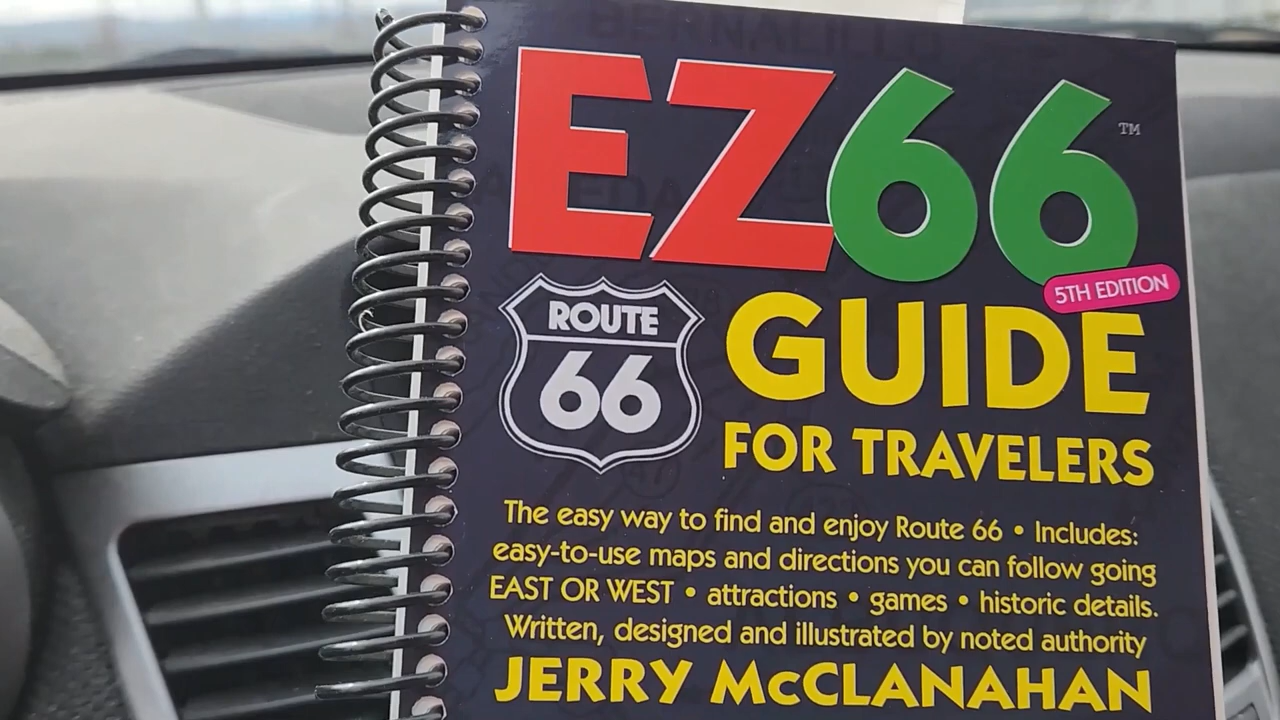 BERNALILLO
EZ66™
5TH EDITION
ROUTE
66
GUIDE
FOR TRAVELERS
The easy way to find and enjoy Route 66 • Includes:
easy-to-use maps and directions you can follow going
EAST OR WEST • attractions • games • historic details.
Written, designed and illustrated by noted authority
JERRY McCLANAHAN